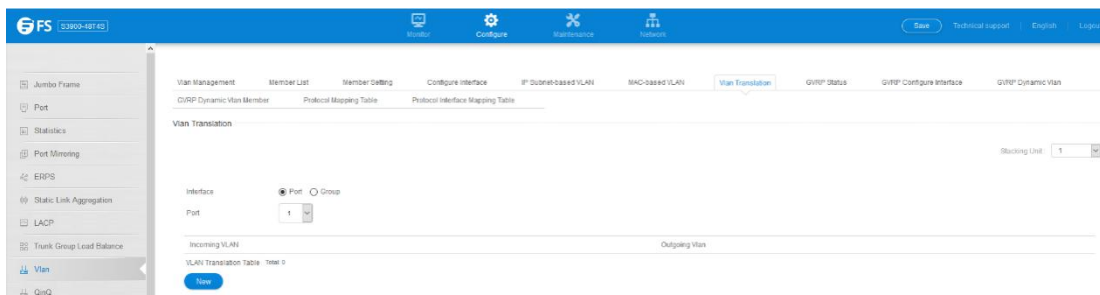 FS S3900-48T4S
Monitor Configure Maintenance Network
Save Technical support English Logou
Jumbo Frame
Port
Statistics
Port Mirroring
ERPS
Static Link Aggregation
LACP
Trunk Group Load Balance
Vlan
QinQ
Vlan Management Member List Member Setting Configure Interface IP Subnet-based VLAN MAC-based VLAN Vlan Translation GVRP Status GVRP Configure Interface GVRP Dynamic Vlan
GVRP Dynamic Vlan Member Protocol Mapping Table Protocol Interface Mapping Table
Vlan Translation
Stacking Unit 1
Interface Port Group
Port 1
Incoming VLAN Outgoing Vlan
VLAN Translation Table Total: 0
New